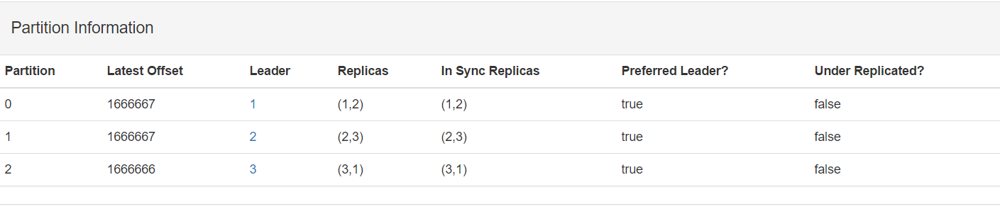 Partition Information
Partition Latest Offset Leader Replicas In Sync Replicas Preferred Leader? Under Replicated?
0 1666667 1 (1,2) (1,2) true false
1 1666667 2 (2,3) (2,3) true false
2 1666666 3 (3,1) (3,1) true false